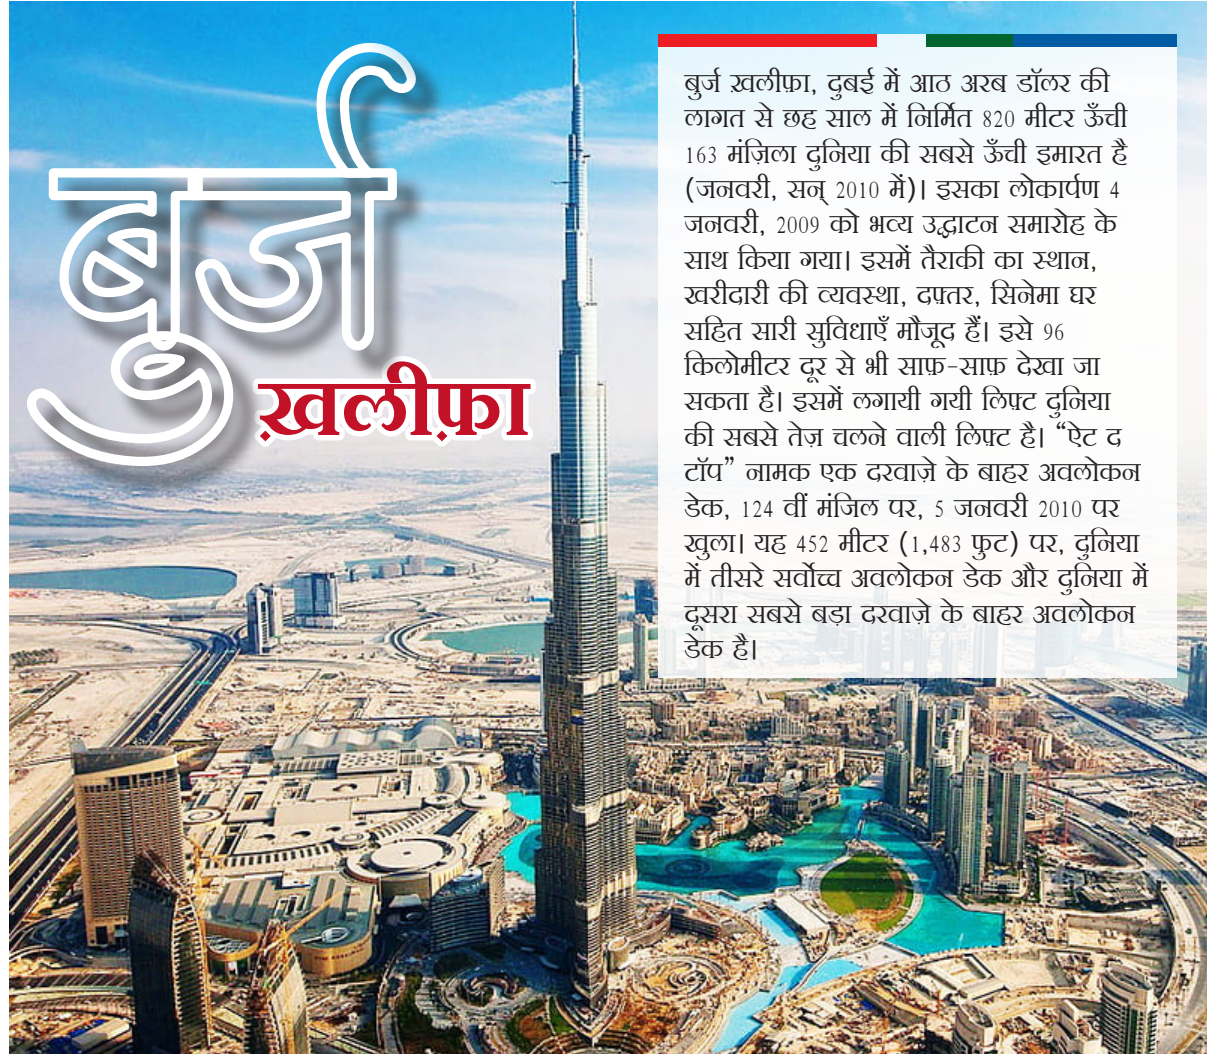 बुर्ज
ख़लीफ़ा
बुर्ज ख़लीफ़ा, दुबई में आठ अरब डॉलर की
लागत से छह साल में निर्मित 820 मीटर ऊँची
163 मंज़िला दुनिया की सबसे ऊँची इमारत है
(जनवरी, सन् 2010 में)। इसका लोकार्पण 4
जनवरी, 2009 को भव्य उद्घाटन समारोह के
साथ किया गया। इसमें तैराकी का स्थान,
खरीदारी की व्यवस्था, दफ़्तर, सिनेमा घर
सहित सारी सुविधाएँ मौजूद हैं। इसे 96
किलोमीटर दूर से भी साफ़-साफ़ देखा जा
सकता है। इसमें लगायी गयी लिफ़्ट दुनिया
की सबसे तेज़ चलने वाली लिफ़्ट है। “ऐट द
टॉप” नामक एक दरवाज़े के बाहर अवलोकन
डेक, 124 वीं मंजिल पर, 5 जनवरी 2010 पर
खुला। यह 452 मीटर (1,483 फुट) पर, दुनिया
में तीसरे सर्वोच्च अवलोकन डेक और दुनिया में
दूसरा सबसे बड़ा दरवाज़े के बाहर अवलोकन
डेक है।